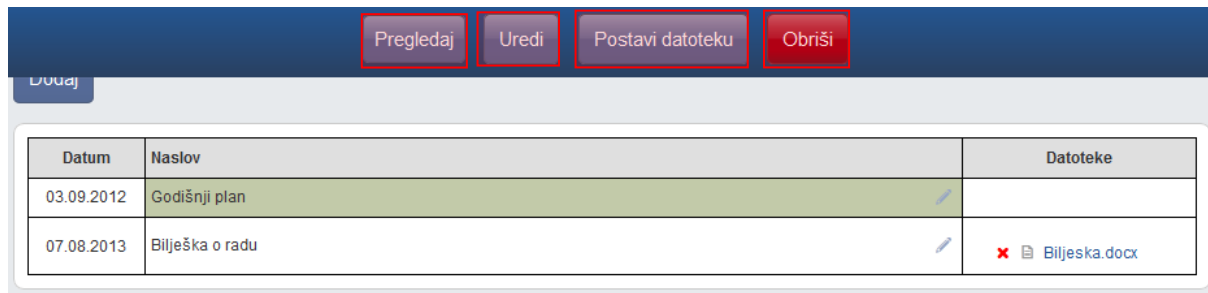 Pregledaj Uredi Postavi datoteku Obriši
Dodaj
Datum Naslov Datoteke
03.09.2012 Godišnji plan
07.08.2013 Bilješka o radu Biljeska.docx